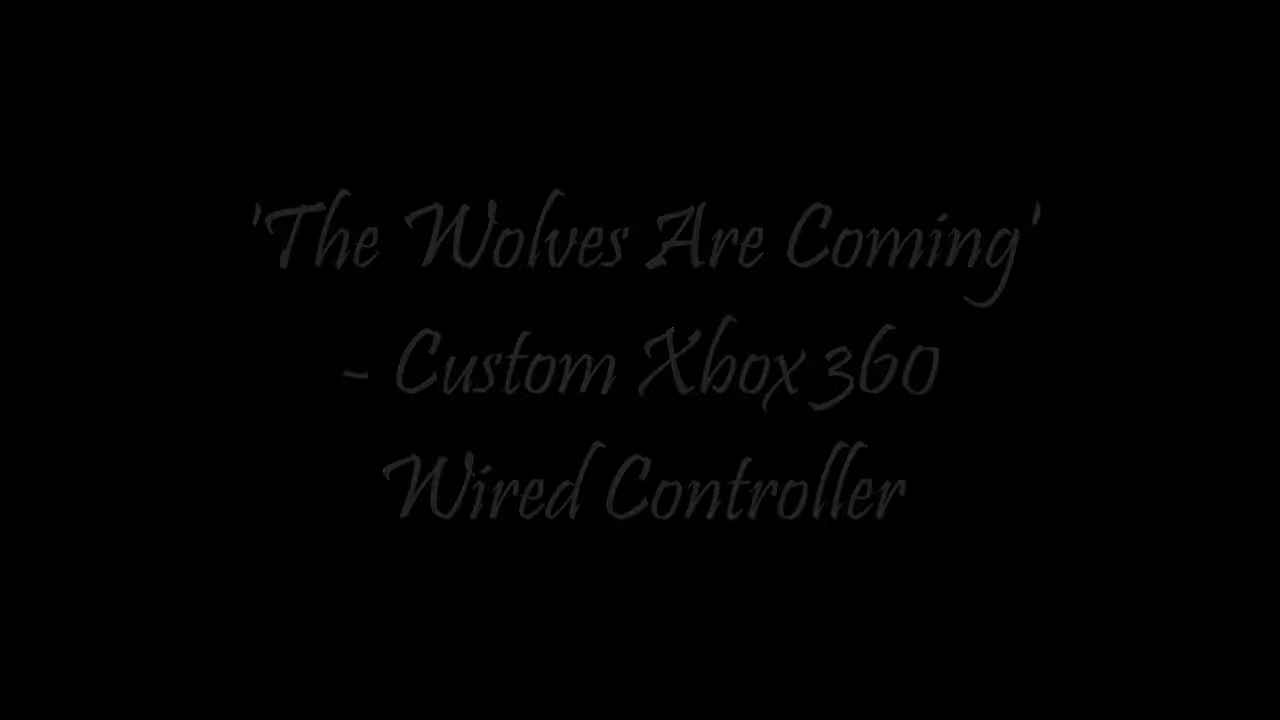 'The Wolves Are Coming'
- Custom Xbox 360
Wired Controller